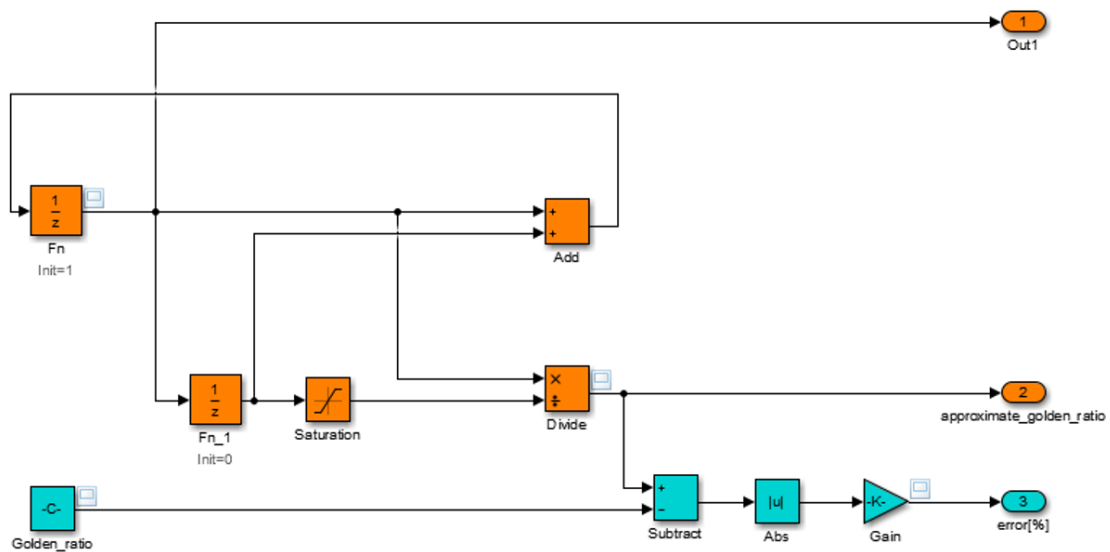 1
Out1
1
z
Fn
Init=1
+
+
Add
1
z
Fn_1
Init=0
Saturation
×
÷
Divide
2
approximate_golden_ratio
-C-
Golden_ratio
+
−
Subtract
|u|
Abs
-K-
Gain
3
error[%]